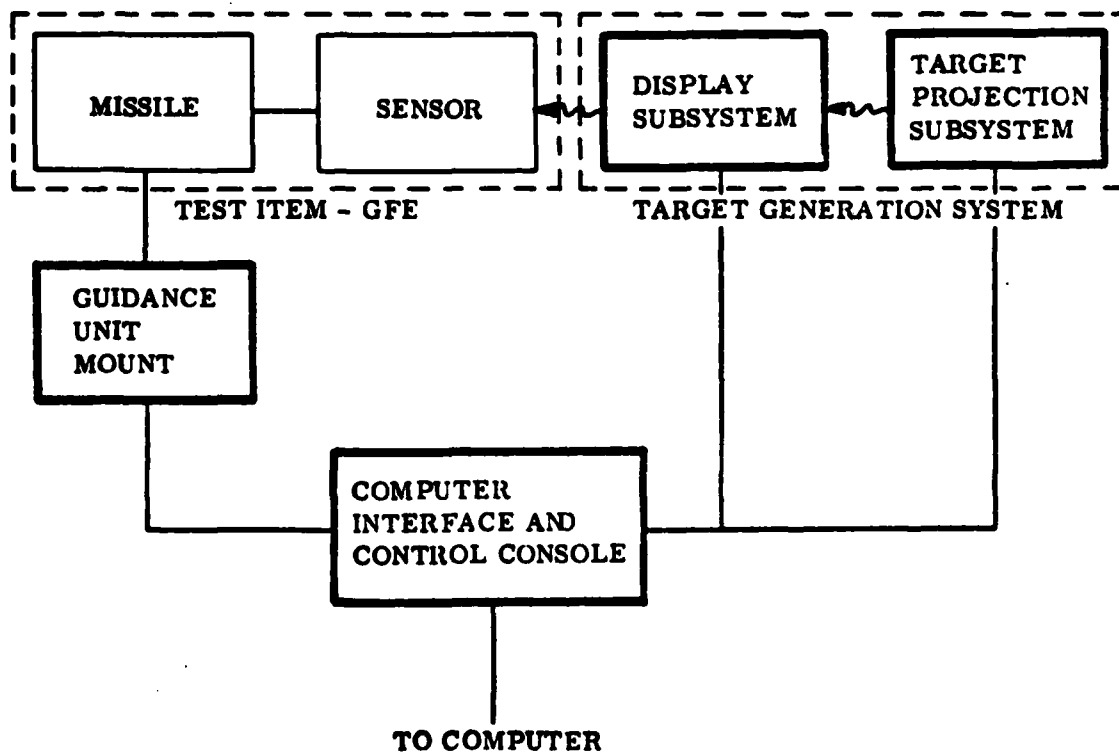 MISSILE
SENSOR
DISPLAY
SUBSYSTEM
TARGET
PROJECTION
SUBSYSTEM
TEST ITEM - GFE
TARGET GENERATION SYSTEM
GUIDANCE
UNIT
MOUNT
COMPUTER
INTERFACE AND
CONTROL CONSOLE
TO COMPUTER